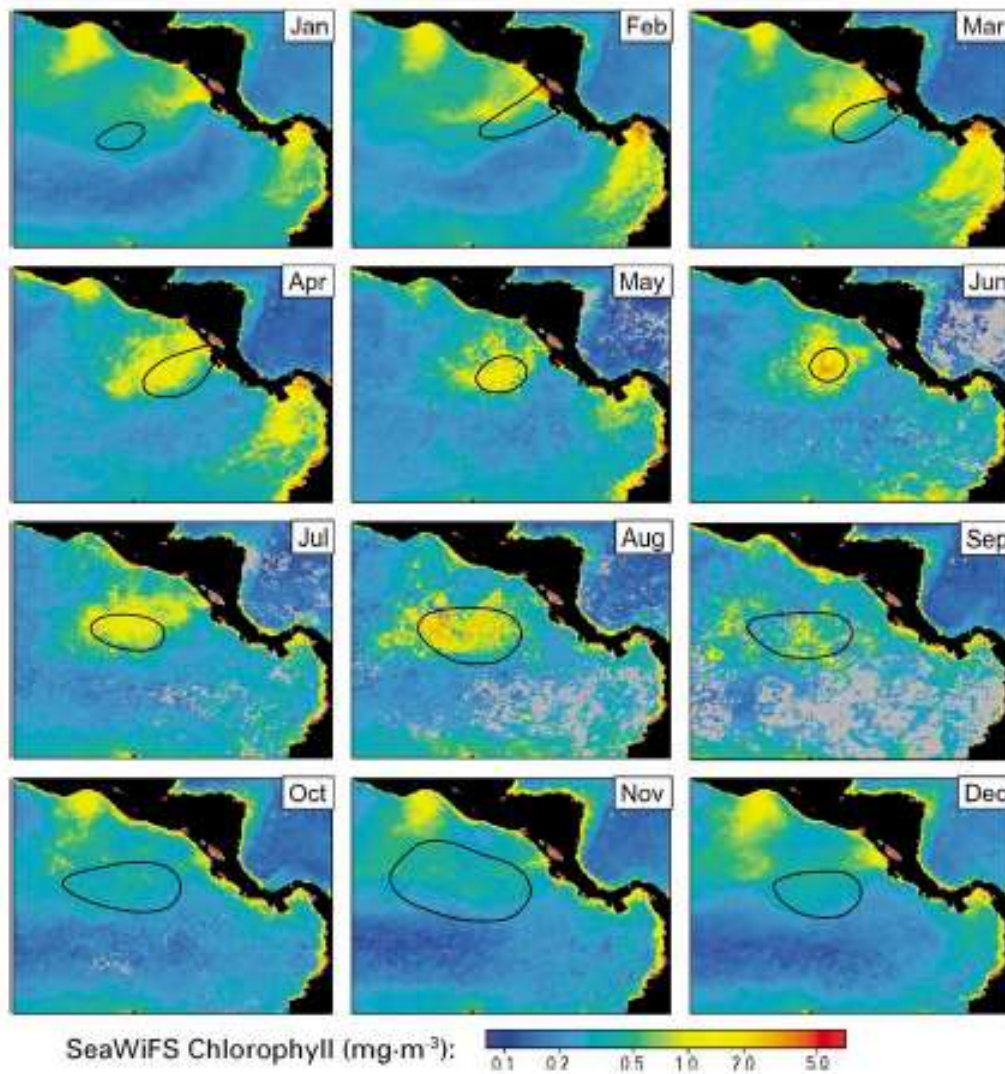 Jan Feb Mar
Apr May Jun
Jul Aug Sep
Oct Nov Dec
SeaWiFS Chlorophyll (mg·m⁻³):
0.1 0.2 0.5 1.0 2.0 5.0